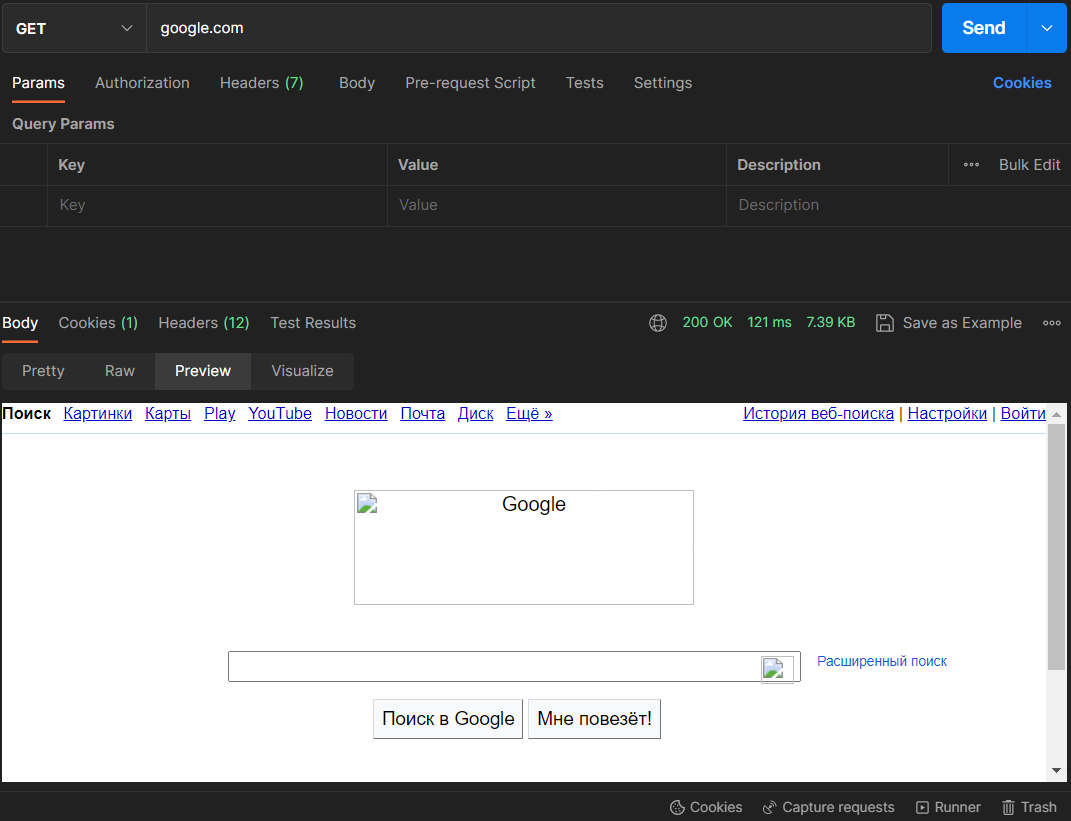 GET google.com Send
Params Authorization Headers (7) Body Pre-request Script Tests Settings Cookies
Query Params
Key Value Description Bulk Edit
Key Value Description
Body Cookies (1) Headers (12) Test Results 200 OK 121 ms 7.39 KB Save as Example
Pretty Raw Preview Visualize
Поиск Картинки Карты Play YouTube Новости Почта Диск Ещё » История веб-поиска | Настройки | Войти
Google
Расширенный поиск
Поиск в Google Мне повезёт!
Cookies Capture requests Runner Trash